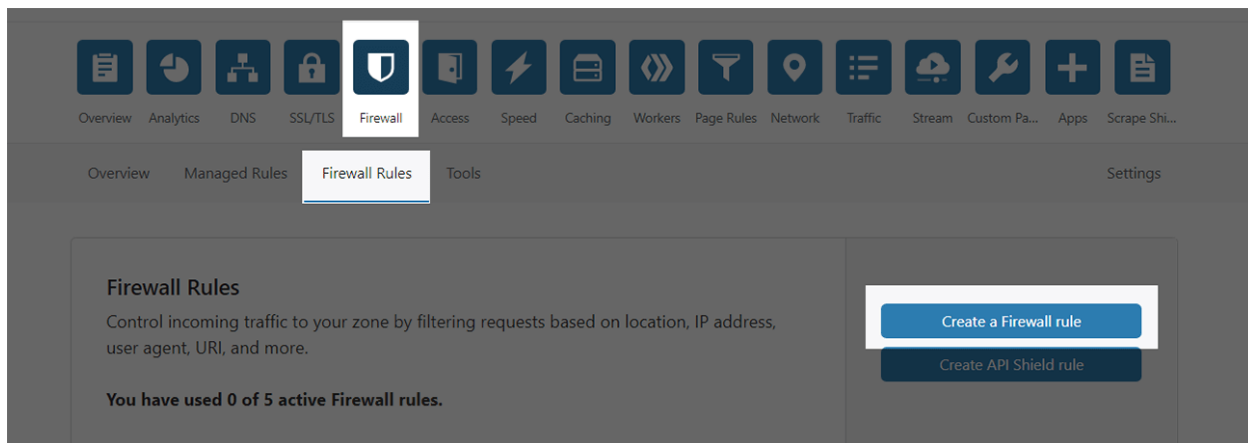 Overview Analytics DNS SSL/TLS Firewall Access Speed Caching Workers Page Rules Network Traffic Stream Custom Pa... Apps Scrape Shi...
Overview Managed Rules Firewall Rules Tools Settings
Firewall Rules
Control incoming traffic to your zone by filtering requests based on location, IP address,
user agent, URI, and more.
You have used 0 of 5 active Firewall rules.
Create a Firewall rule
Create API Shield rule